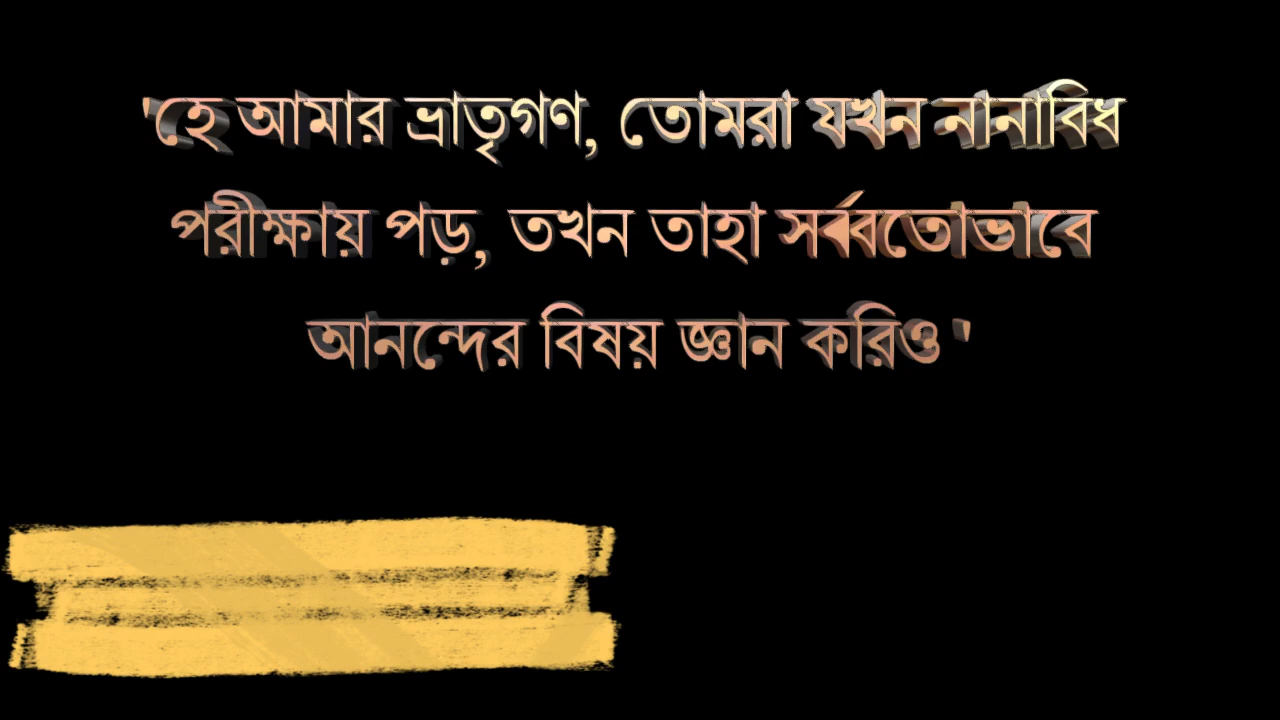 'হে আমার ভ্রাতৃগণ, তোমরা যখন নানাবিধ
পরীক্ষায় পড়, তখন তাহা সর্ব্বতোভাবে
আনন্দের বিষয় জ্ঞান করিও'